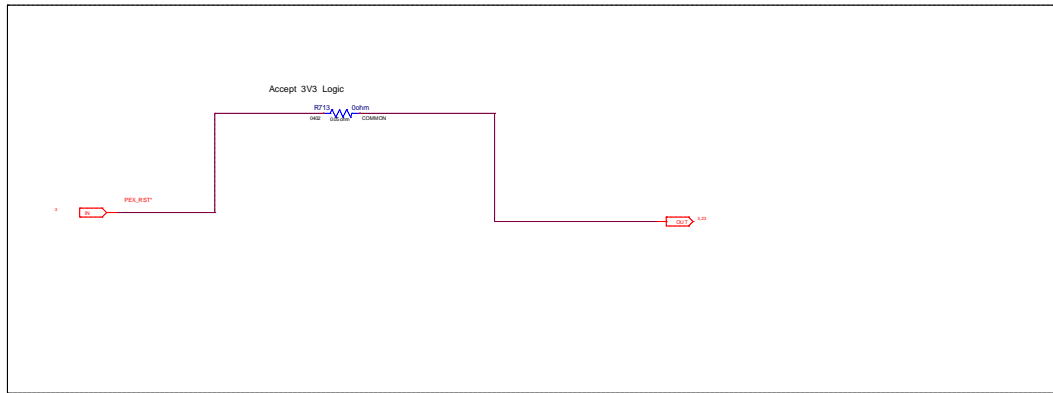 Accept 3V3 Logic
R713 0ohm
0402 COMMON
PEX_RST*
IN
OUT